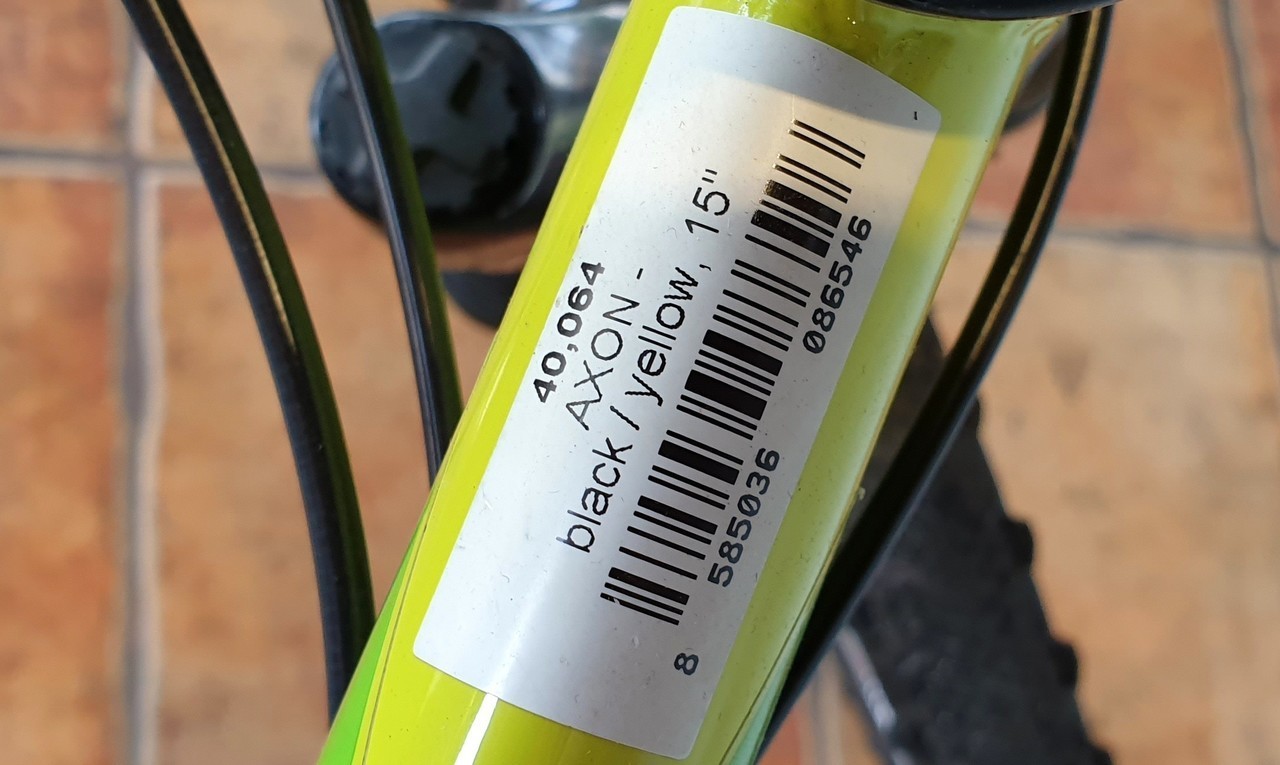 40,064
AXON -
black / yellow, 15"
8 585036 086546